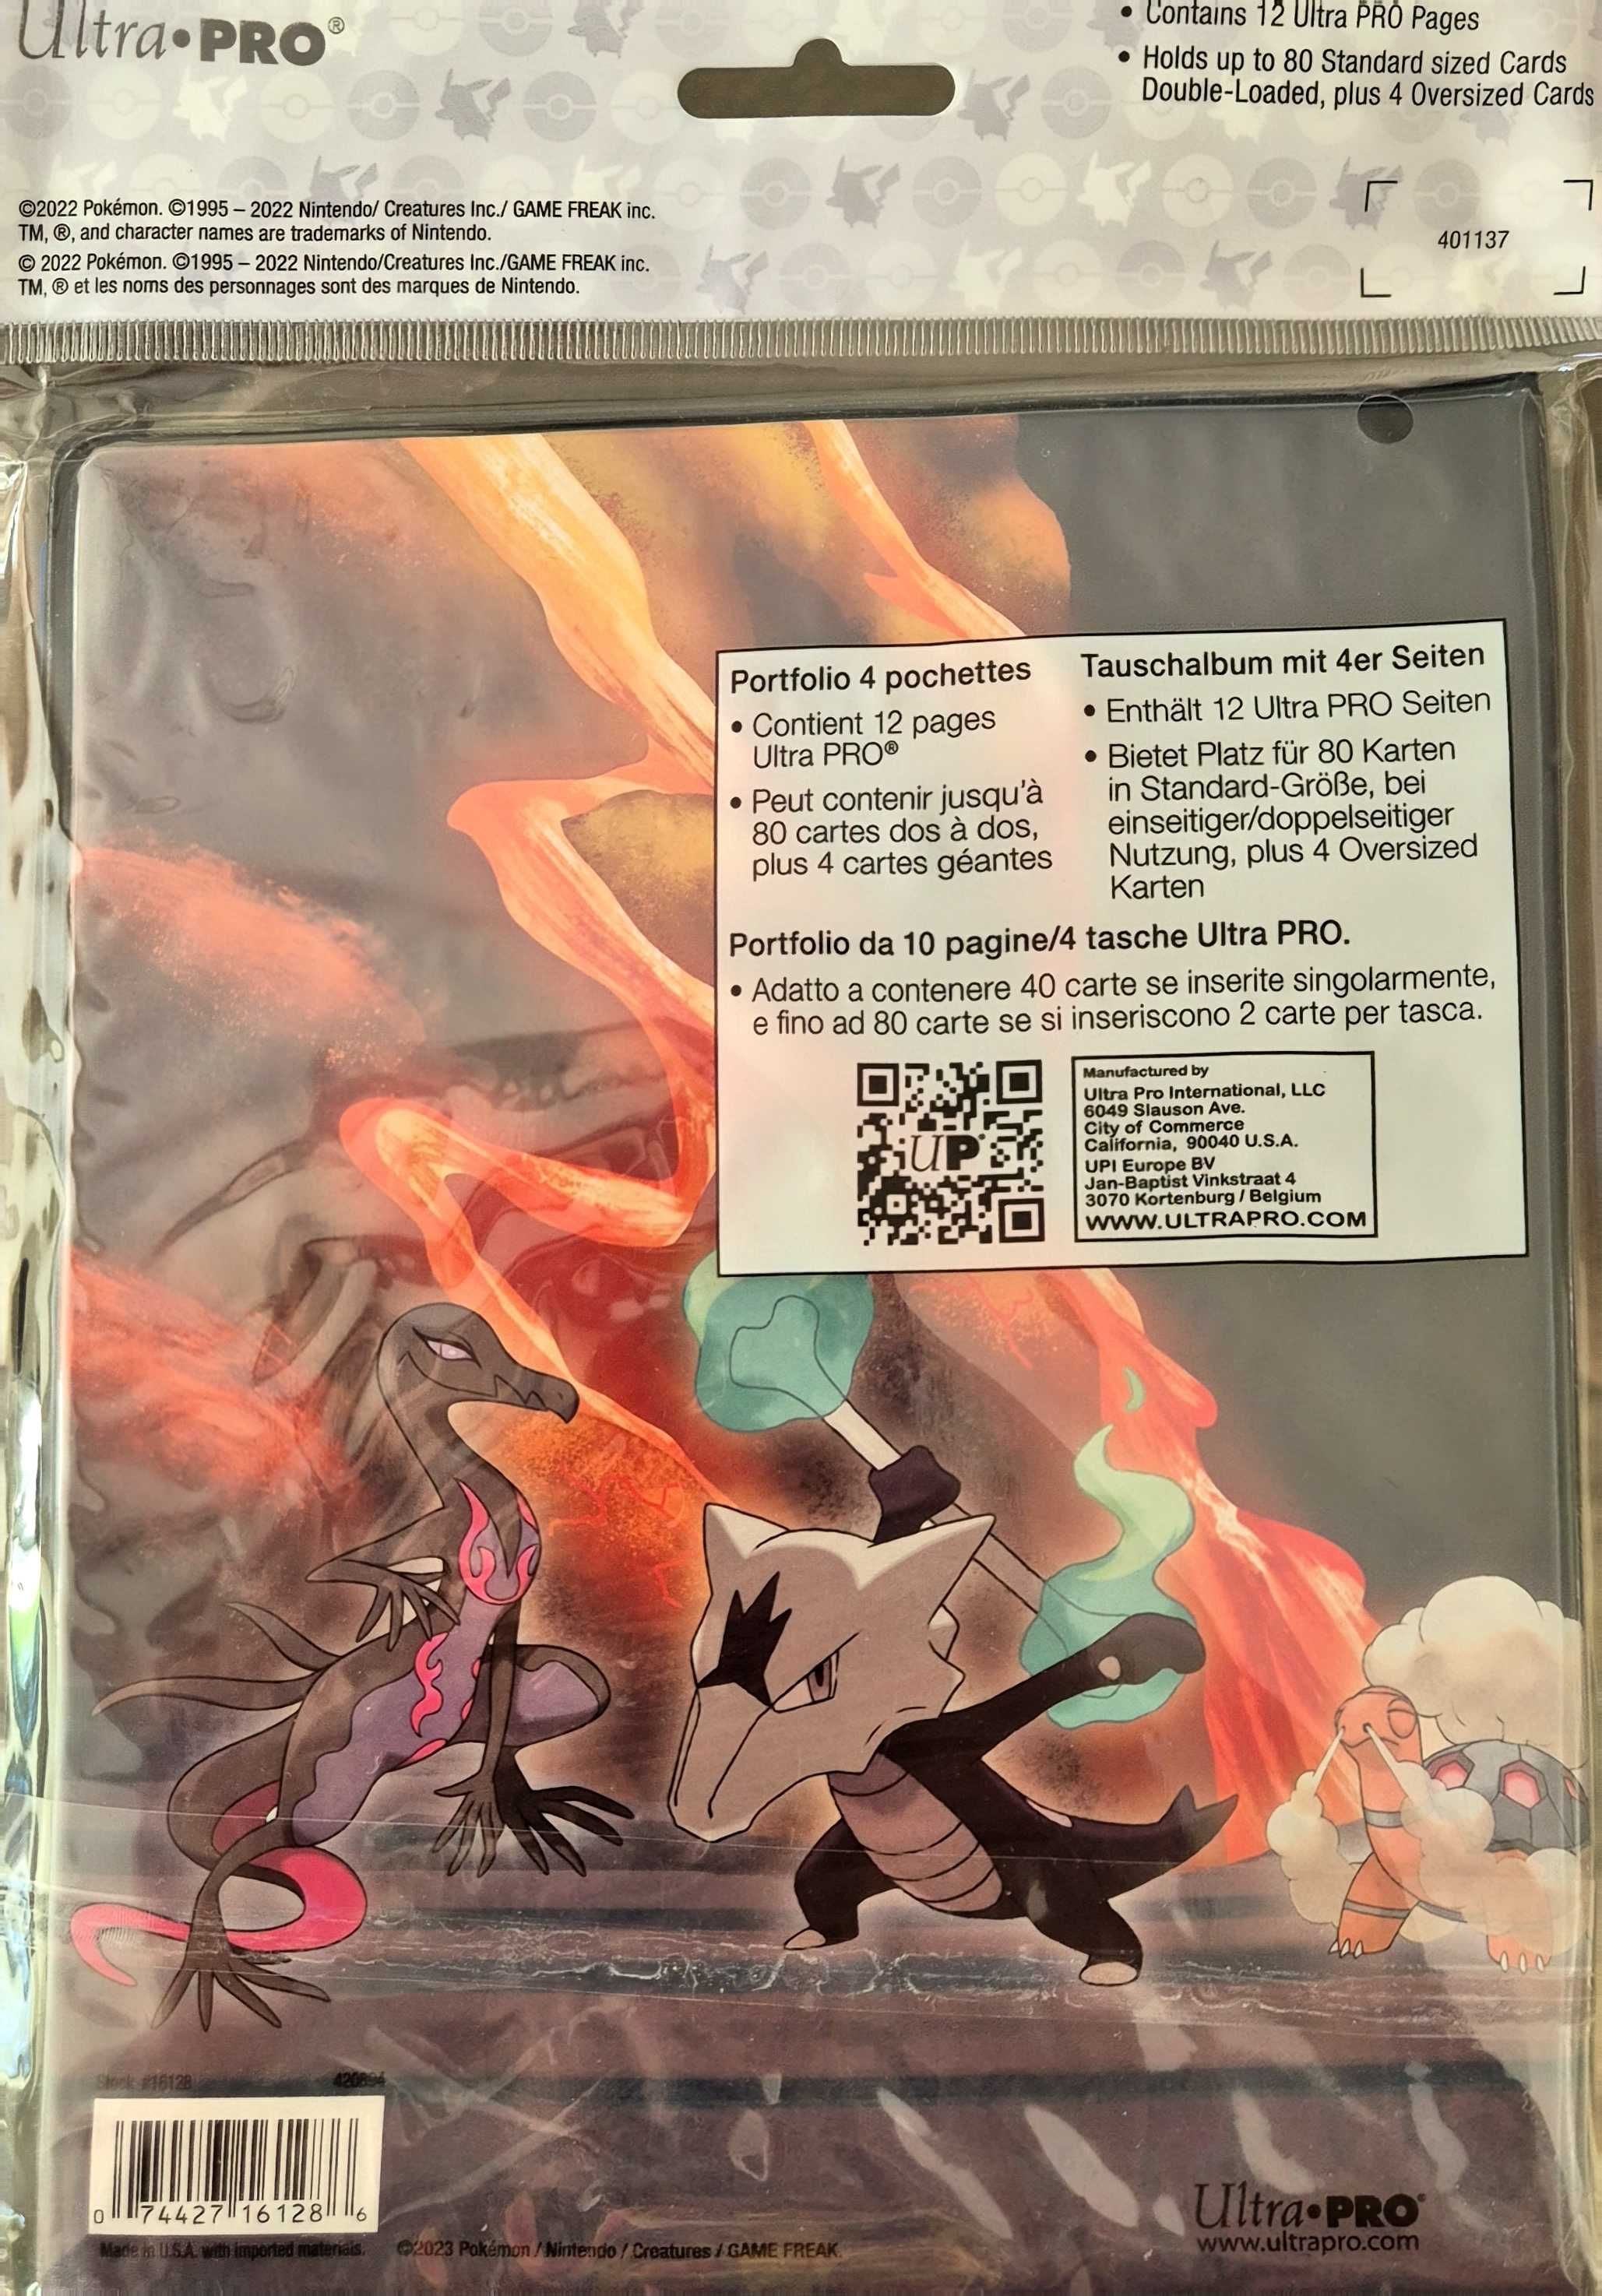 Ultra•PRO®
• Contains 12 Ultra PRO Pages
• Holds up to 80 Standard sized Cards
Double-Loaded, plus 4 Oversized Cards
©2022 Pokémon. ©1995 – 2022 Nintendo/ Creatures Inc./ GAME FREAK inc.
TM, ®, and character names are trademarks of Nintendo.
© 2022 Pokémon. ©1995 – 2022 Nintendo/Creatures Inc./GAME FREAK inc.
TM, ® et les noms des personnages sont des marques de Nintendo.
401137
Portfolio 4 pochettes
• Contient 12 pages
Ultra PRO®
• Peut contenir jusqu'à
80 cartes dos à dos,
plus 4 cartes géantes
Tauschalbum mit 4er Seiten
• Enthält 12 Ultra PRO Seiten
• Bietet Platz für 80 Karten
in Standard-Größe, bei
einseitiger/doppelseitiger
Nutzung, plus 4 Oversized
Karten
Portfolio da 10 pagine/4 tasche Ultra PRO.
• Adatto a contenere 40 carte se inserite singolarmente,
e fino ad 80 carte se si inseriscono 2 carte per tasca.
UP
Manufactured by
Ultra Pro International, LLC
6049 Slauson Ave.
City of Commerce
California, 90040 U.S.A.
UPI Europe BV
Jan-Baptist Vinkstraat 4
3070 Kortenburg / Belgium
WWW.ULTRAPRO.COM
Stock #16128
0 74427 16128 6
Made in U.S.A. with imported materials.
©2023 Pokémon / Nintendo / Creatures / GAME FREAK.
Ultra•PRO®
www.ultrapro.com